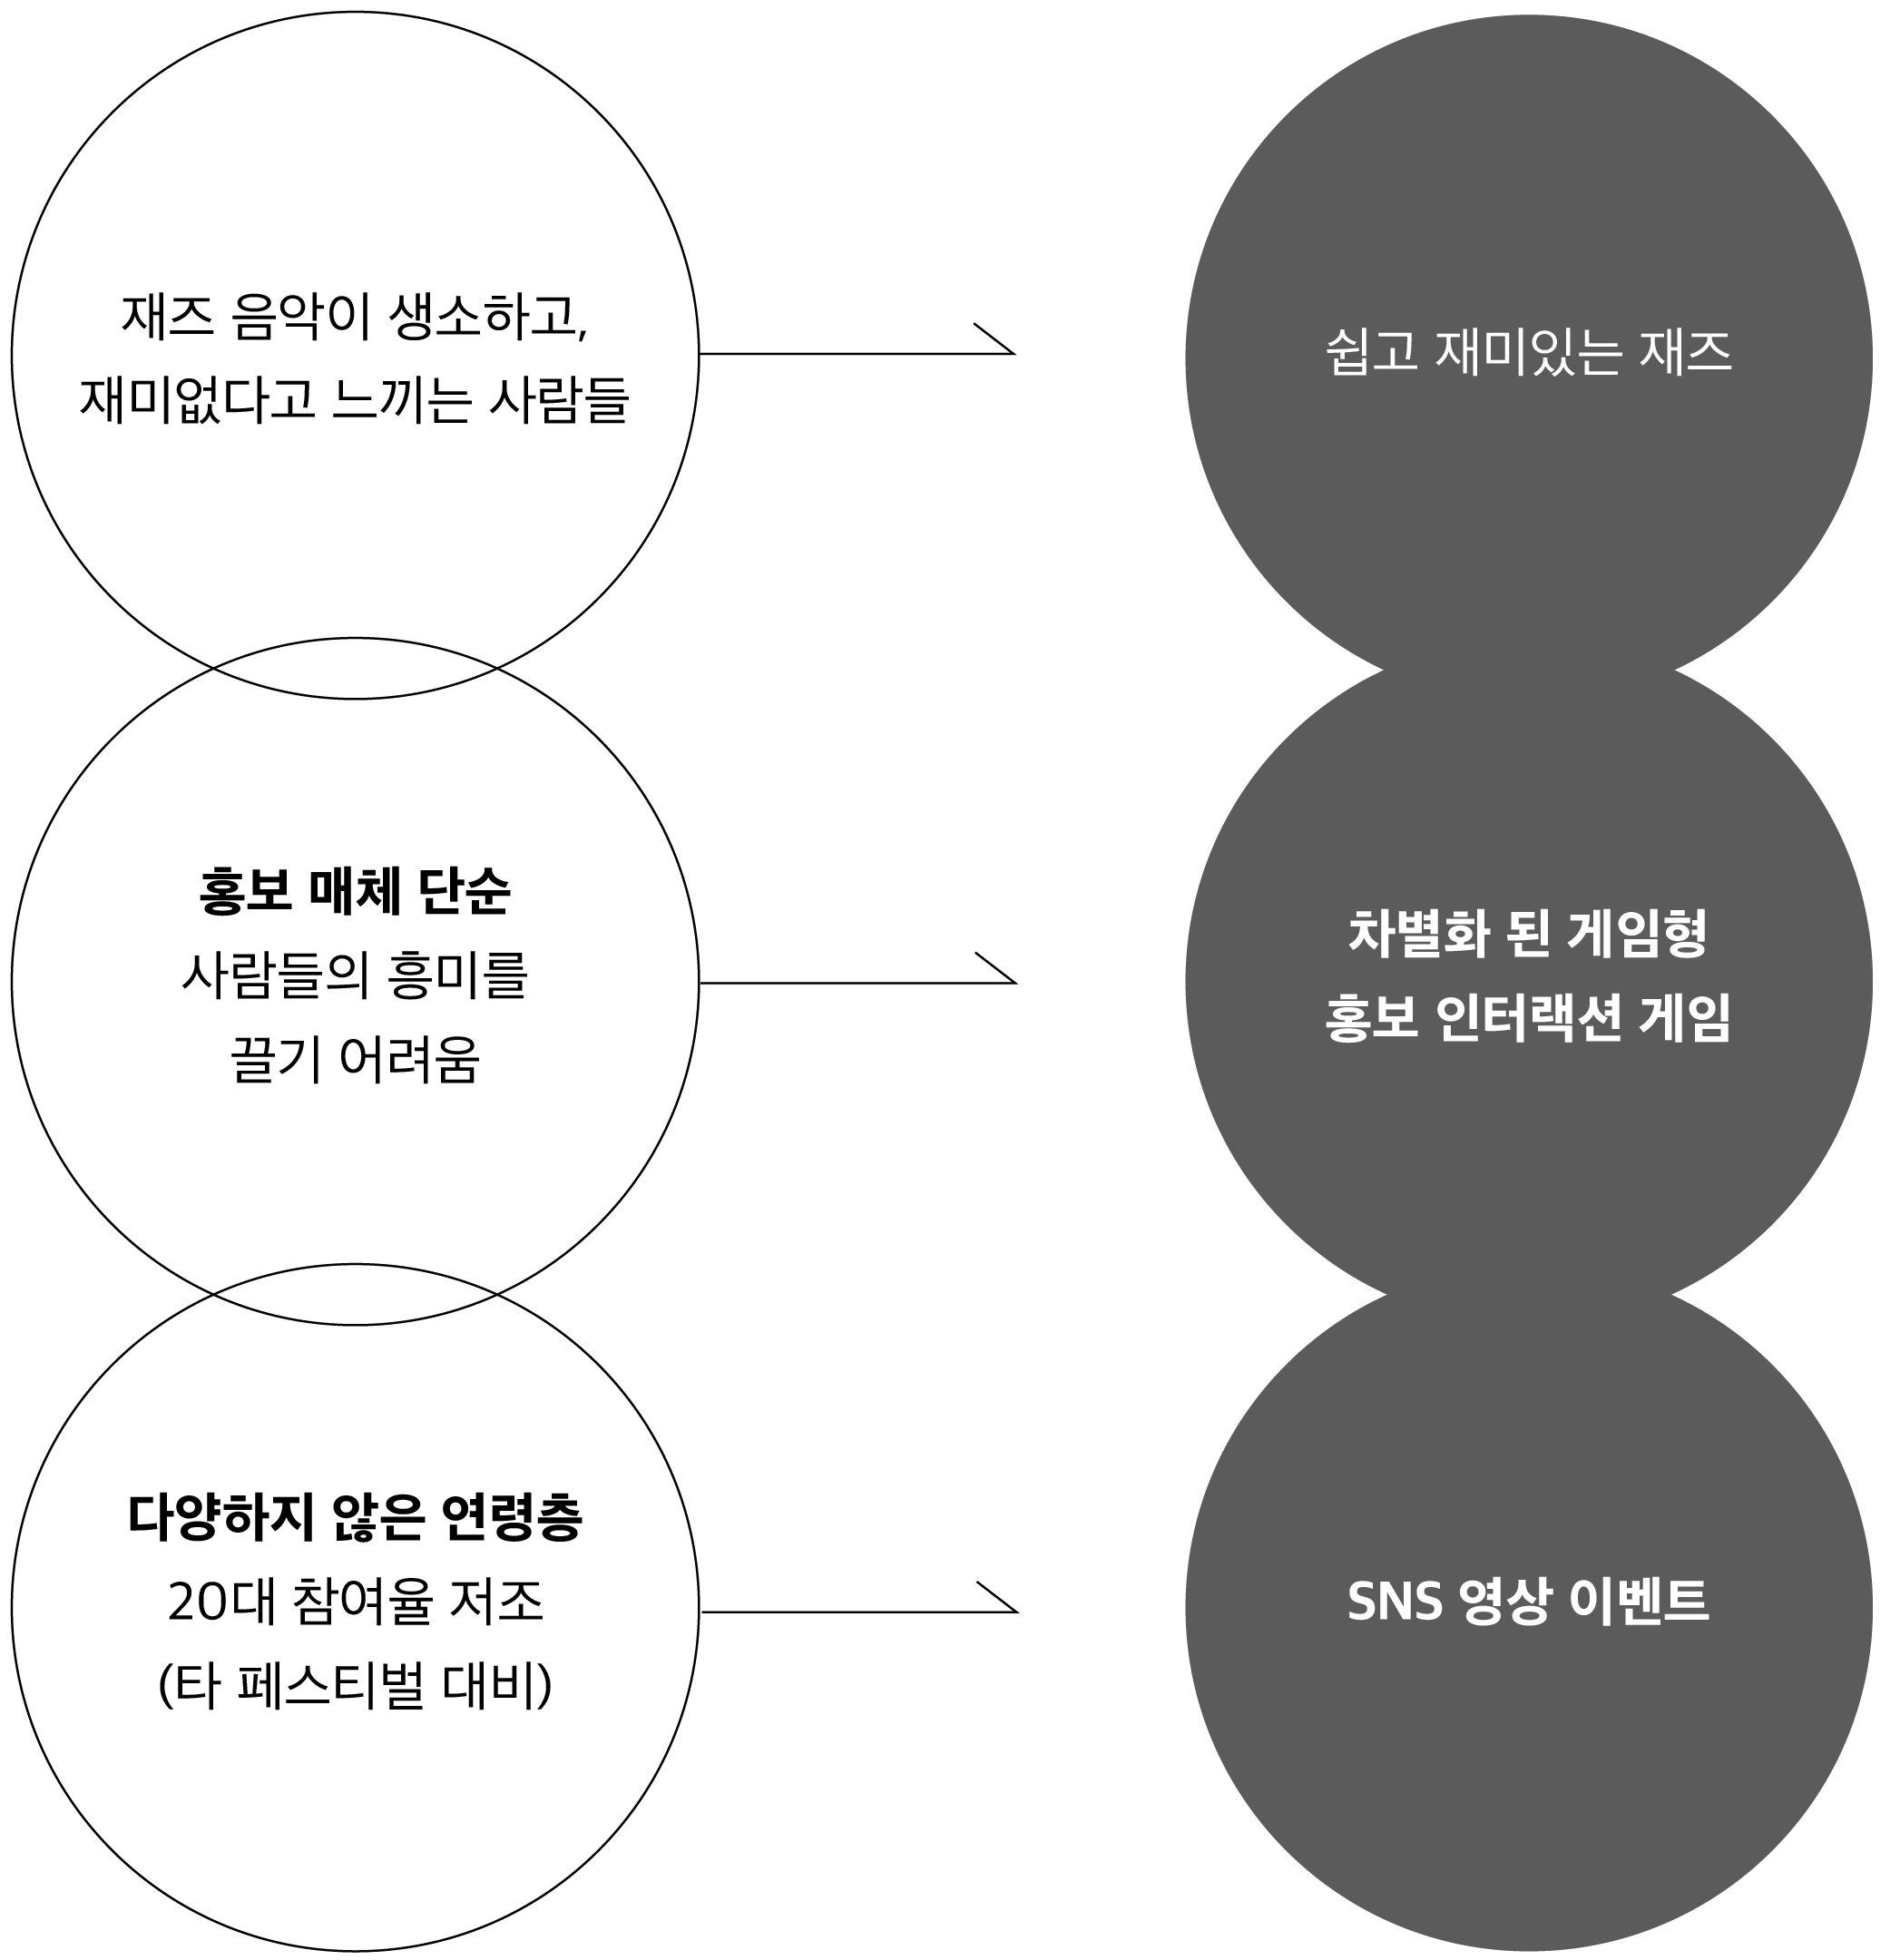 재즈 음악이 생소하고,
재미없다고 느끼는 사람들
쉽고 재미있는 재즈
홍보 매체 단순
사람들의 흥미를
끌기 어려움
차별화 된 게임형
홍보 인터랙션 게임
다양하지 않은 연령층
20대 참여율 저조
(타 페스티벌 대비)
SNS 영상 이벤트